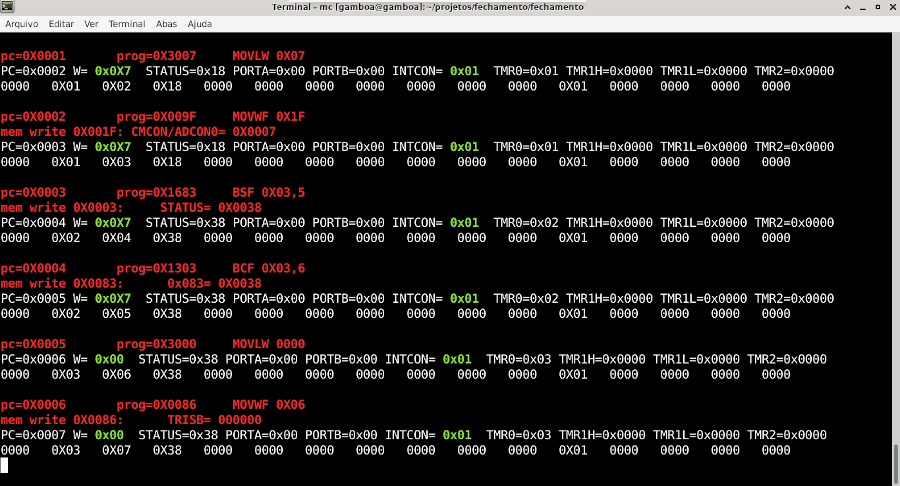 Terminal - mc [gamboa@gamboa]: ~/projetos/fechamento/fechamento
Arquivo Editar Ver Terminal Abas Ajuda
pc=0X0001 prog=0X3007 MOVLW 0X07
PC=0x0002 W= 0x0X7 STATUS=0x18 PORTA=0x00 PORTB=0x00 INTCON= 0x01 TMR0=0x01 TMR1H=0x0000 TMR1L=0x0000 TMR2=0x0000
0000 0X01 0X02 0X18 0000 0000 0000 0000 0000 0000 0000 0X01 0000 0000 0000 0000
pc=0X0002 prog=0X009F MOVWF 0X1F
mem write 0X001F: CMCON/ADCON0= 0X0007
PC=0x0003 W= 0x0X7 STATUS=0x18 PORTA=0x00 PORTB=0x00 INTCON= 0x01 TMR0=0x01 TMR1H=0x0000 TMR1L=0x0000 TMR2=0x0000
0000 0X01 0X03 0X18 0000 0000 0000 0000 0000 0000 0000 0X01 0000 0000 0000 0000
pc=0X0003 prog=0X1683 BSF 0X03,5
mem write 0X0003: STATUS= 0X0038
PC=0x0004 W= 0x0X7 STATUS=0x38 PORTA=0x00 PORTB=0x00 INTCON= 0x01 TMR0=0x02 TMR1H=0x0000 TMR1L=0x0000 TMR2=0x0000
0000 0X02 0X04 0X38 0000 0000 0000 0000 0000 0000 0000 0X01 0000 0000 0000 0000
pc=0X0004 prog=0X1303 BCF 0X03,6
mem write 0X0083: 0x083= 0X0038
PC=0x0005 W= 0x0X7 STATUS=0x38 PORTA=0x00 PORTB=0x00 INTCON= 0x01 TMR0=0x02 TMR1H=0x0000 TMR1L=0x0000 TMR2=0x0000
0000 0X02 0X05 0X38 0000 0000 0000 0000 0000 0000 0000 0X01 0000 0000 0000 0000
pc=0X0005 prog=0X3000 MOVLW 0000
PC=0x0006 W= 0x00 STATUS=0x38 PORTA=0x00 PORTB=0x00 INTCON= 0x01 TMR0=0x03 TMR1H=0x0000 TMR1L=0x0000 TMR2=0x0000
0000 0X03 0X06 0X38 0000 0000 0000 0000 0000 0000 0000 0X01 0000 0000 0000 0000
pc=0X0006 prog=0X0086 MOVWF 0X06
mem write 0X0086: TRISB= 000000
PC=0x0007 W= 0x00 STATUS=0x38 PORTA=0x00 PORTB=0x00 INTCON= 0x01 TMR0=0x03 TMR1H=0x0000 TMR1L=0x0000 TMR2=0x0000
0000 0X03 0X07 0X38 0000 0000 0000 0000 0000 0000 0000 0X01 0000 0000 0000 0000